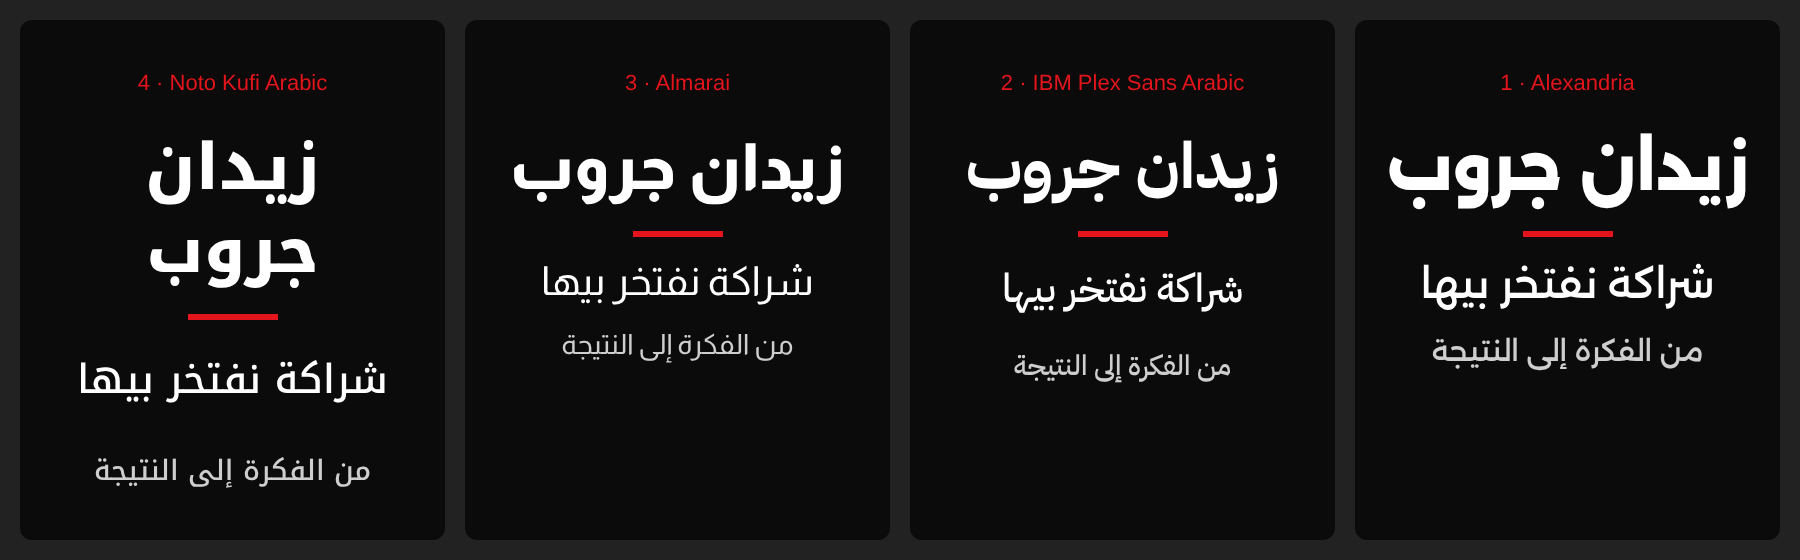 1 · Alexandria
زيدان جروب
شراكة نفتخر بيها
من الفكرة إلى النتيجة
2 · IBM Plex Sans Arabic
زيدان جروب
شراكة نفتخر بيها
من الفكرة إلى النتيجة
3 · Almarai
زيدان جروب
شراكة نفتخر بيها
من الفكرة إلى النتيجة
4 · Noto Kufi Arabic
زيدان
جروب
شراكة نفتخر بيها
من الفكرة إلى النتيجة